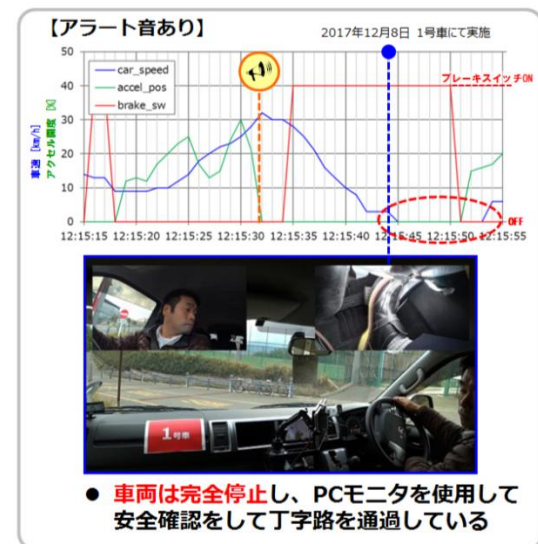 【アラート音あり】
2017年12月8日 1号車にて実施
50
40
30
20
10
0
車速 [km/h]
アクセル開度 [%]
car_speed
accel_pos
brake_sw
ブレーキスイッチON
OFF
12:15:15 12:15:20 12:15:25 12:15:30 12:15:35 12:15:40 12:15:45 12:15:50 12:15:55
1号車
● 車両は完全停止し、PCモニタを使用して
安全確認をして丁字路を通過している